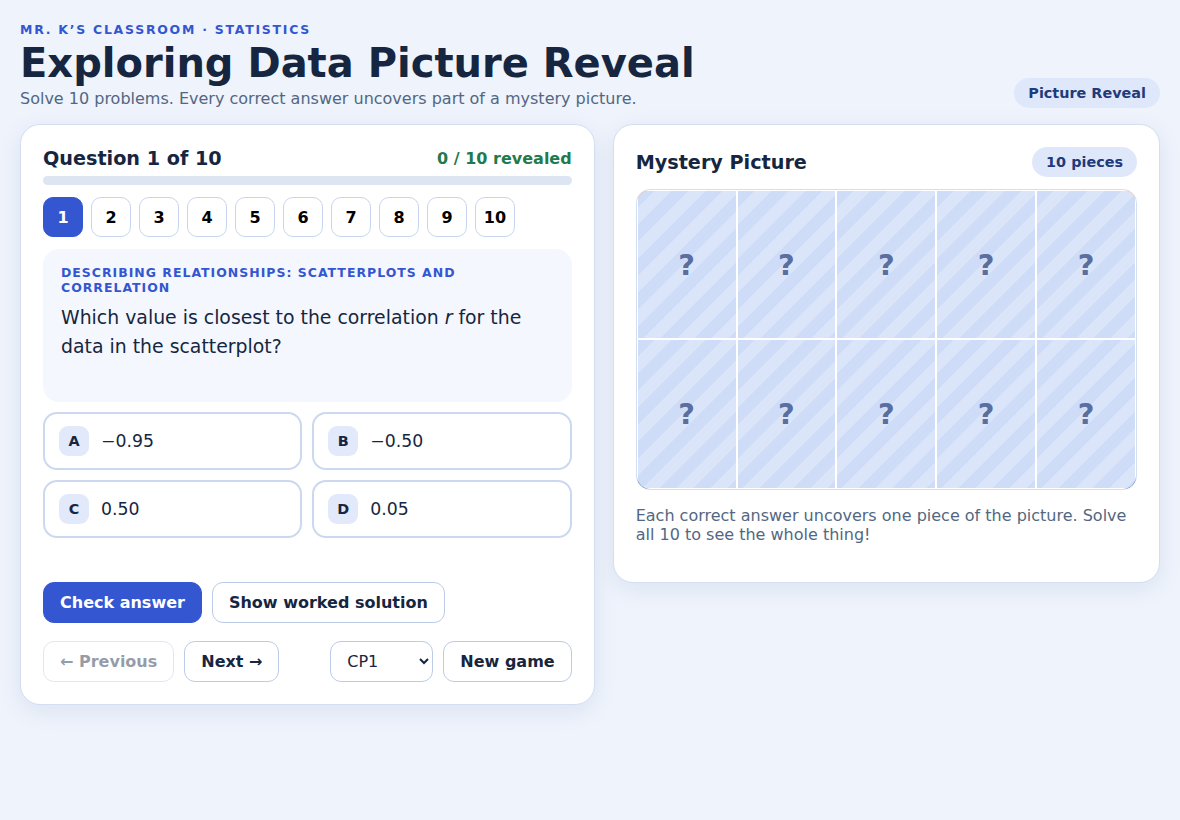 MR. K’S CLASSROOM · STATISTICS
Exploring Data Picture Reveal
Solve 10 problems. Every correct answer uncovers part of a mystery picture.
Picture Reveal
Question 1 of 10
0 / 10 revealed
1 2 3 4 5 6 7 8 9 10
DESCRIBING RELATIONSHIPS: SCATTERPLOTS AND
CORRELATION
Which value is closest to the correlation r for the
data in the scatterplot?
A −0.95
B −0.50
C 0.50
D 0.05
Check answer
Show worked solution
← Previous
Next →
CP1
New game
Mystery Picture
10 pieces
? ? ? ? ?
? ? ? ? ?
Each correct answer uncovers one piece of the picture. Solve
all 10 to see the whole thing!